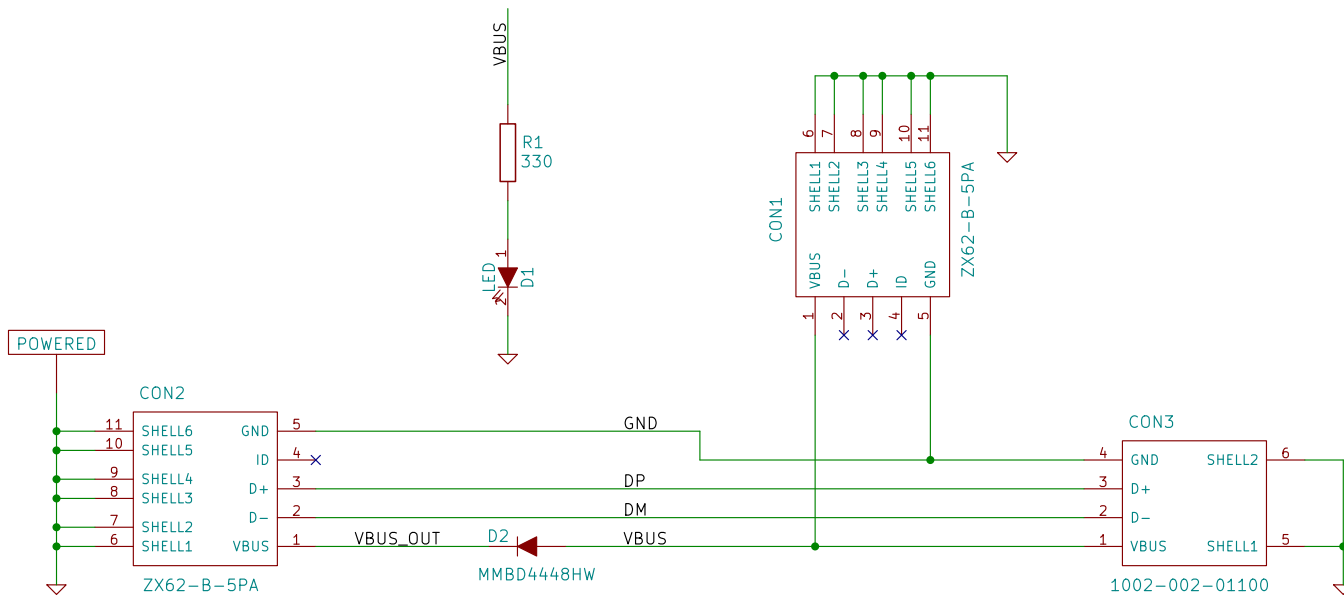 VBUS
R1
330
1
LED
D1
2
6
7
8
9
10
11
SHELL1
SHELL2
SHELL3
SHELL4
SHELL5
SHELL6
CON1
ZX62-B-5PA
VBUS
D-
D+
ID
GND
1
2
3
4
5
POWERED
CON2
11 SHELL6 GND 5
10 SHELL5
ID 4
9 SHELL4
8 SHELL3 D+ 3
7 SHELL2 D- 2
6 SHELL1 VBUS 1
ZX62-B-5PA
GND
DP
DM
VBUS_OUT
D2
VBUS
MMBD4448HW
CON3
4 GND SHELL2 6
3 D+
2 D-
1 VBUS SHELL1 5
1002-002-01100